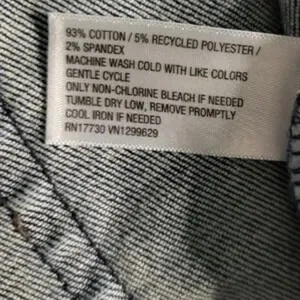 93% COTTON / 5% RECYCLED POLYESTER /
2% SPANDEX
MACHINE WASH COLD WITH LIKE COLORS
GENTLE CYCLE
ONLY NON-CHLORINE BLEACH IF NEEDED
TUMBLE DRY LOW, REMOVE PROMPTLY
COOL IRON IF NEEDED
RN17730 VN1299629